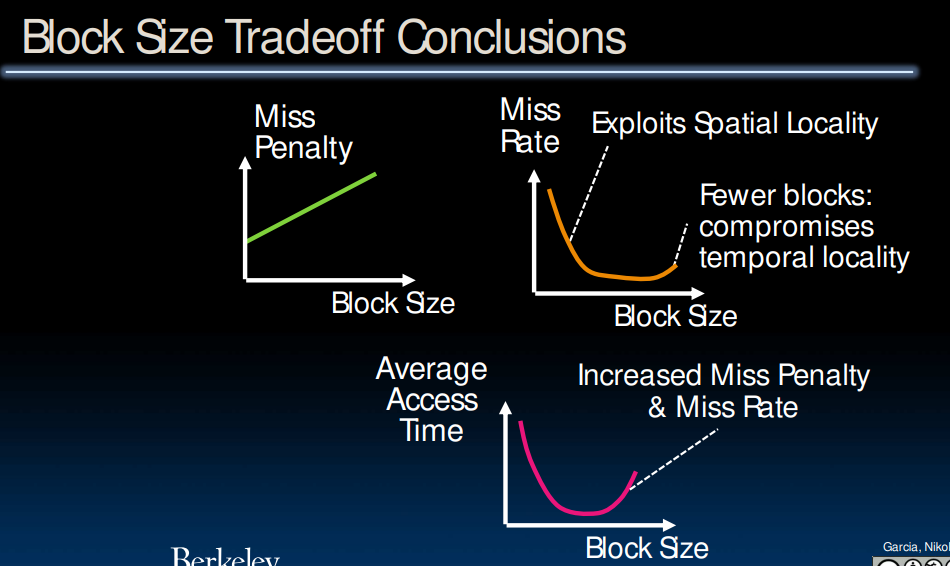 Block Size Tradeoff Conclusions
Miss
Penalty
Block Size
Miss
Rate
Exploits Spatial Locality
Fewer blocks:
compromises
temporal locality
Block Size
Average
Access
Time
Increased Miss Penalty
& Miss Rate
Block Size
Berkeley
Garcia,